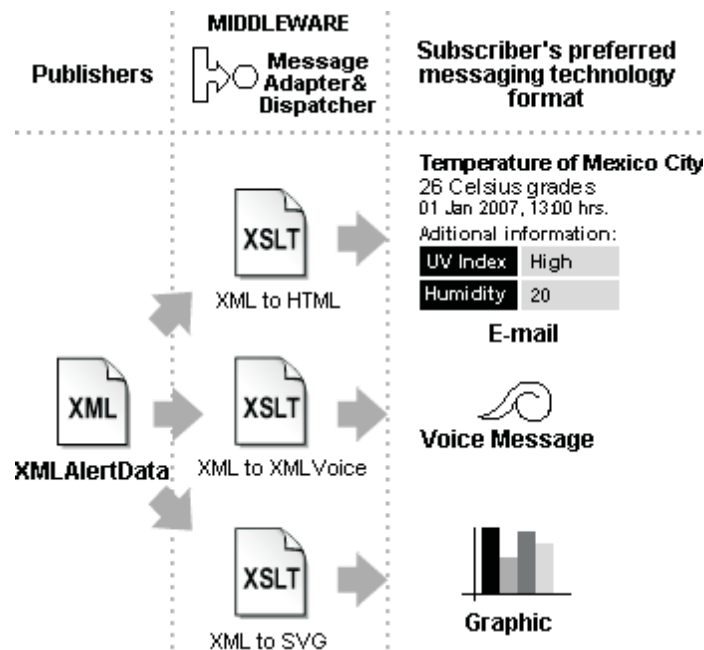 Publishers
MIDDLEWARE
Message
Adapter&
Dispatcher
Subscriber's preferred
messaging technology
format
XML
XMLAlertData
XSLT
XML to HTML
Temperature of Mexico City
26 Celsius grades
01 Jan 2007, 13:00 hrs.
Aditional information:
UV Index High
Humidity 20
E-mail
XSLT
XML to XMLVoice
Voice Message
XSLT
XML to SVG
Graphic